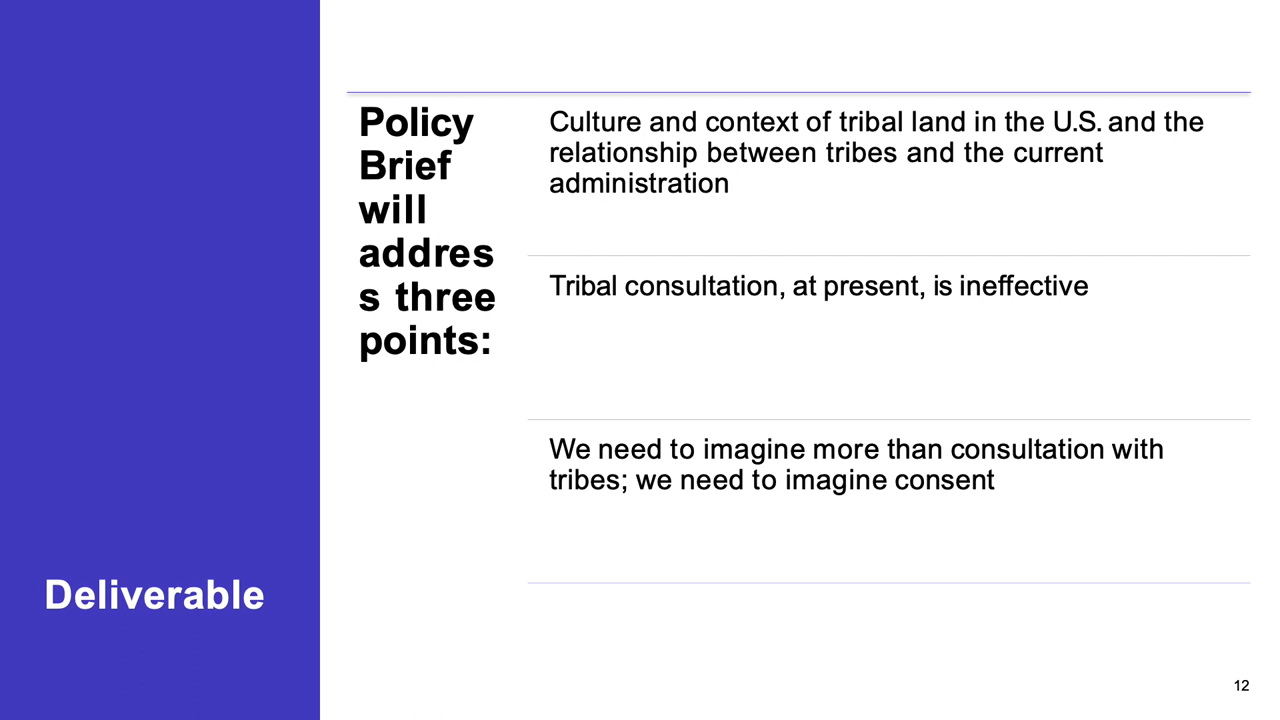 Policy
Brief
will
addres
s three
points:
Culture and context of tribal land in the U.S. and the
relationship between tribes and the current
administration
Tribal consultation, at present, is ineffective
We need to imagine more than consultation with
tribes; we need to imagine consent
Deliverable
12